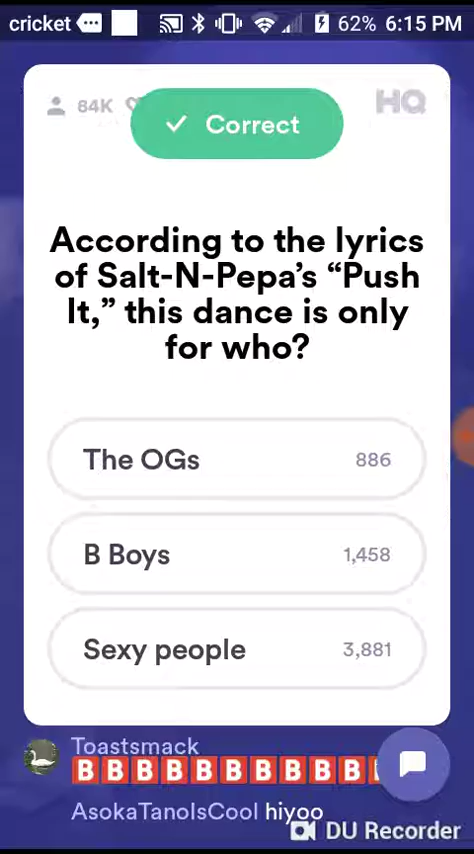 cricket 62% 6:15 PM
84K HQ
Correct
According to the lyrics
of Salt-N-Pepa’s “Push
It,” this dance is only
for who?
The OGs 886
B Boys 1,458
Sexy people 3,881
Toastsmack
B B B B B B B B B B
AsokaTanoIsCool hiyoo
DU Recorder